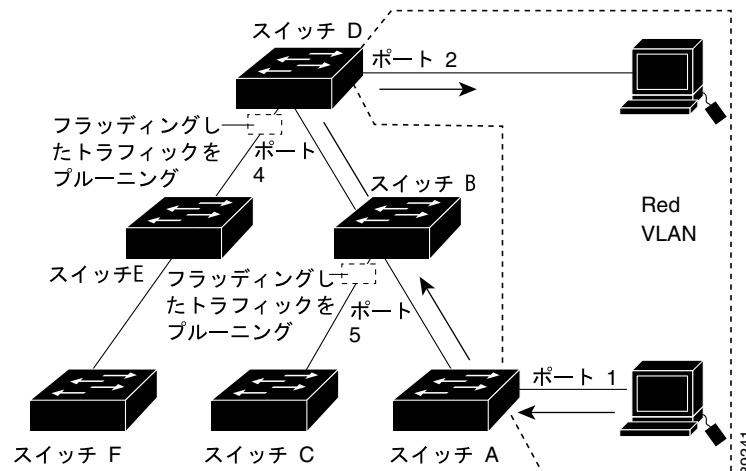 スイッチ D
ポート 2
フラッディングし
たトラフィックを
プルーニング
ポート
4
スイッチ B
Red
VLAN
スイッチE
フラッディングし
たトラフィックを
プルーニング
ポート
5
ポート 1
スイッチ F
スイッチ C
スイッチ A